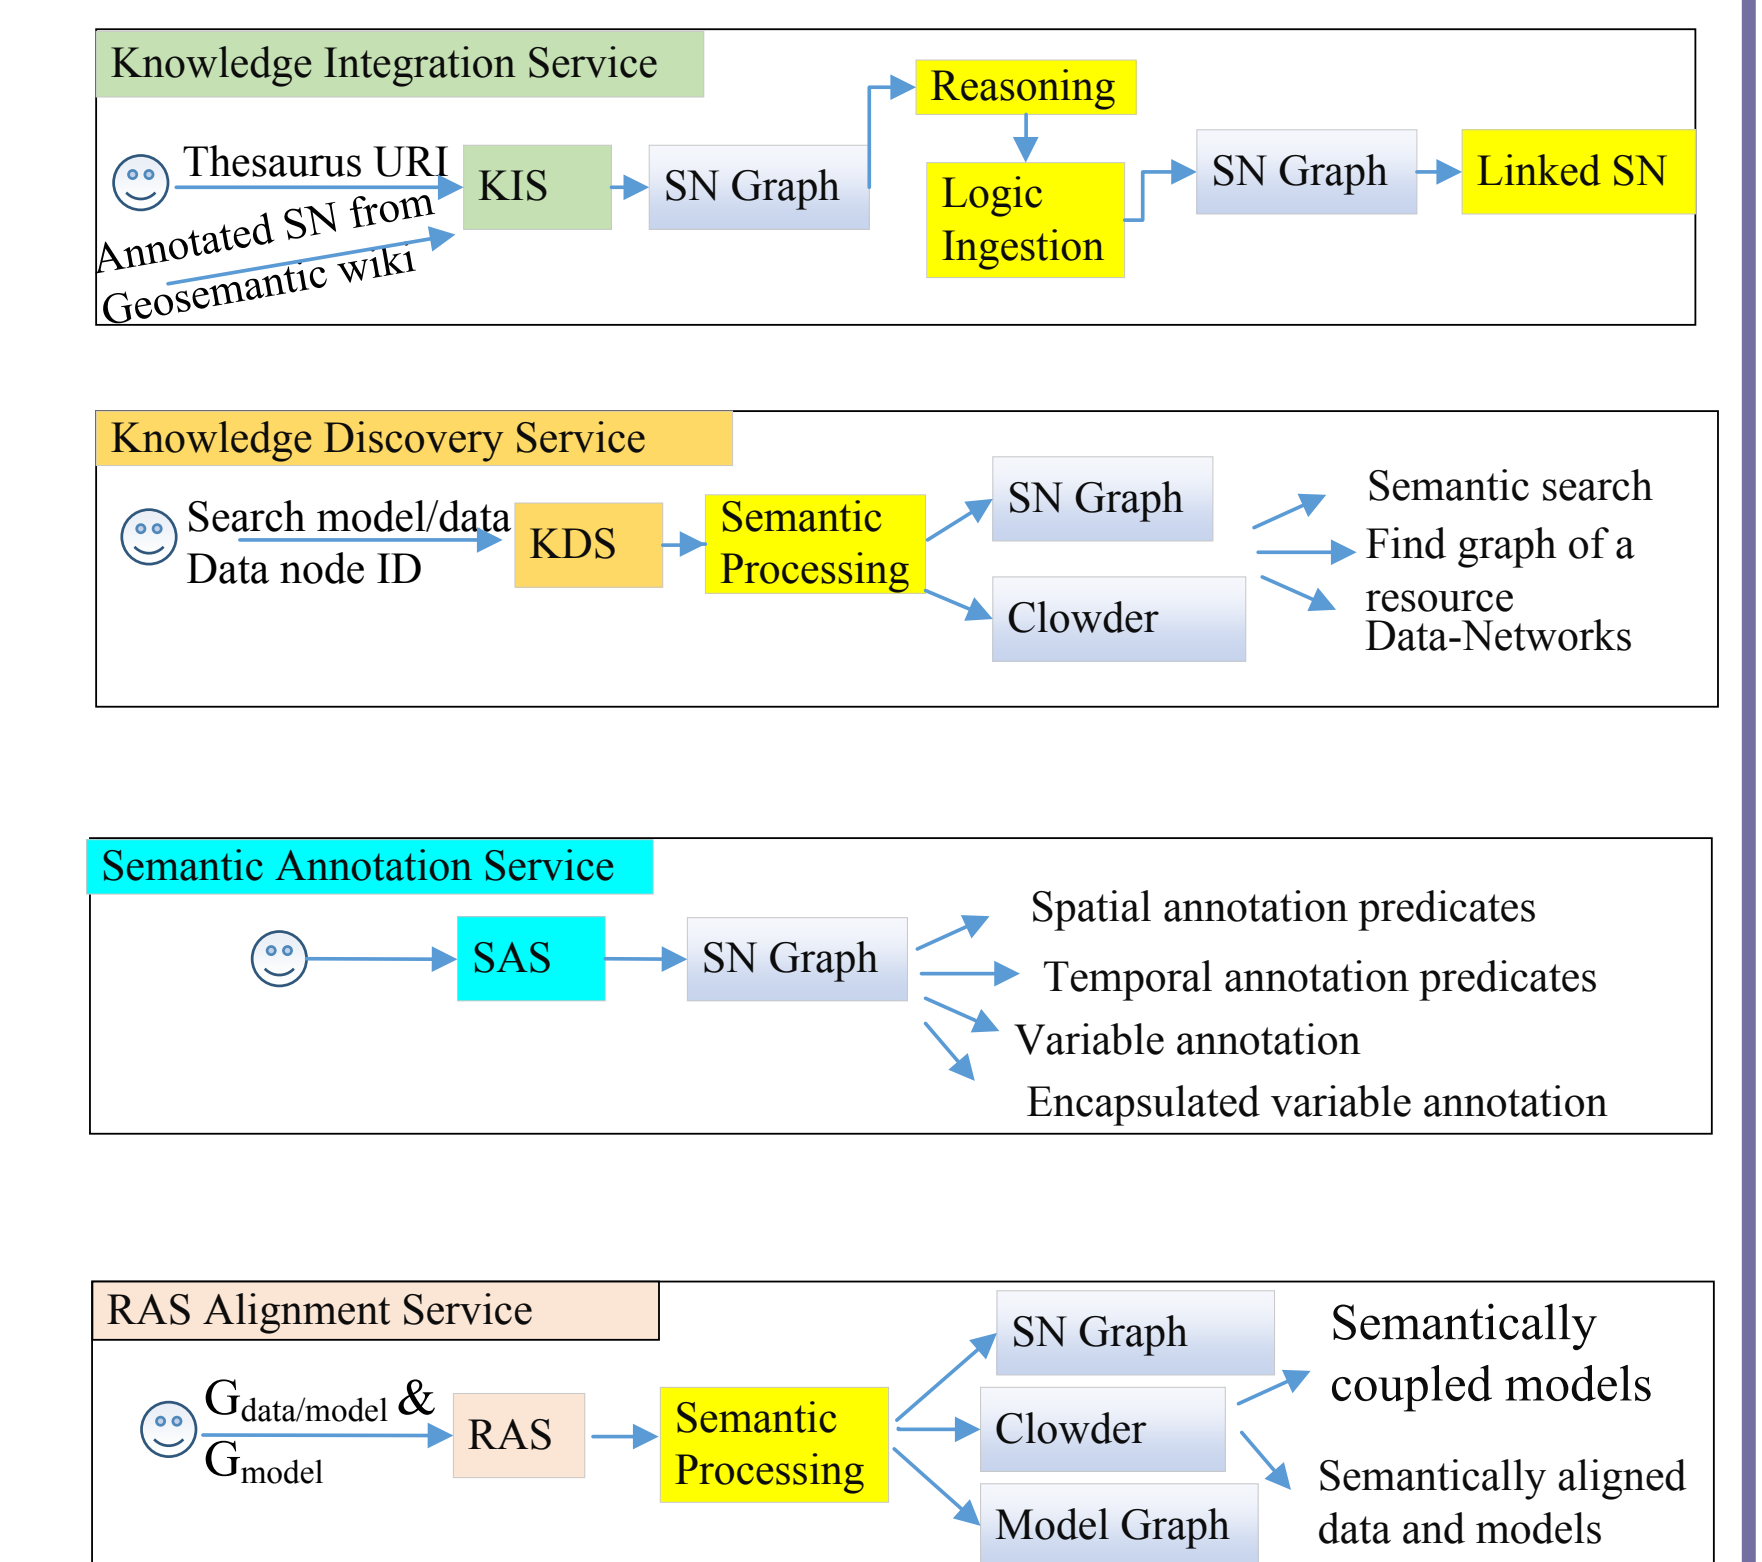 Knowledge Integration Service
Thesaurus URI
Annotated SN from
Geosemantic wiki
KIS
SN Graph
Reasoning
Logic
Ingestion
SN Graph
Linked SN
Knowledge Discovery Service
Search model/data
Data node ID
KDS
Semantic
Processing
SN Graph
Clowder
Semantic search
Find graph of a
resource
Data-Networks
Semantic Annotation Service
SAS
SN Graph
Spatial annotation predicates
Temporal annotation predicates
Variable annotation
Encapsulated variable annotation
RAS Alignment Service
Gdata/model &
Gmodel
RAS
Semantic
Processing
SN Graph
Clowder
Model Graph
Semantically
coupled models
Semantically aligned
data and models